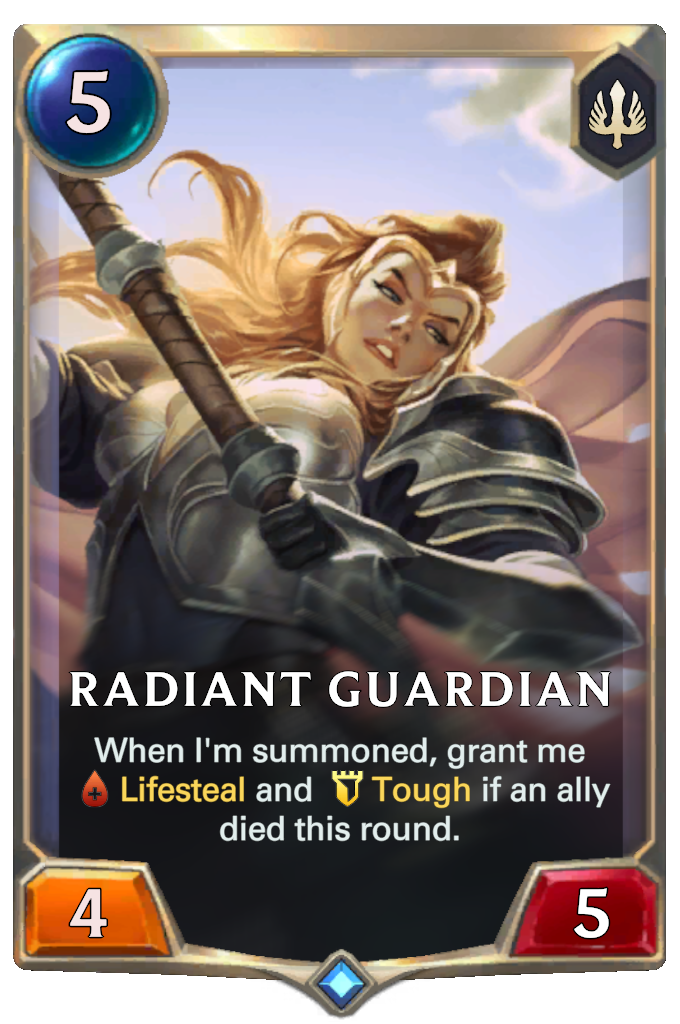 5
RADIANT GUARDIAN
When I'm summoned, grant me
Lifesteal and Tough if an ally
died this round.
4
5